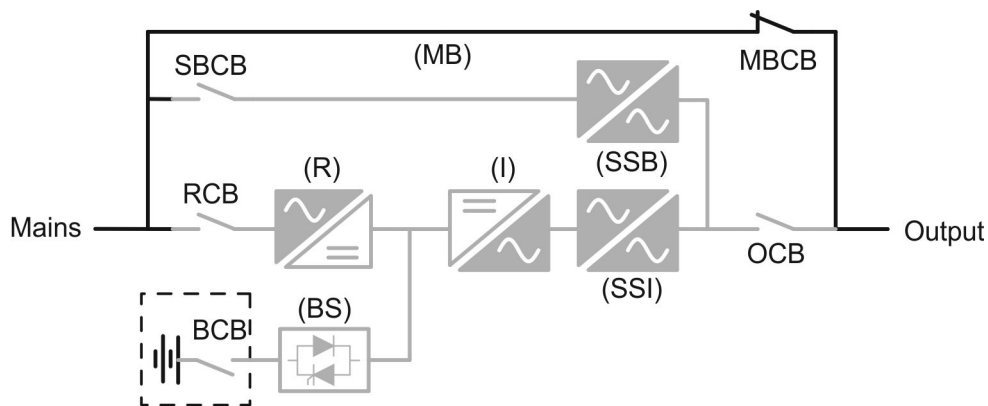 (MB)
MBCB
SBCB
(SSB)
(R)
(I)
RCB
Mains
Output
OCB
(SSI)
(BS)
BCB